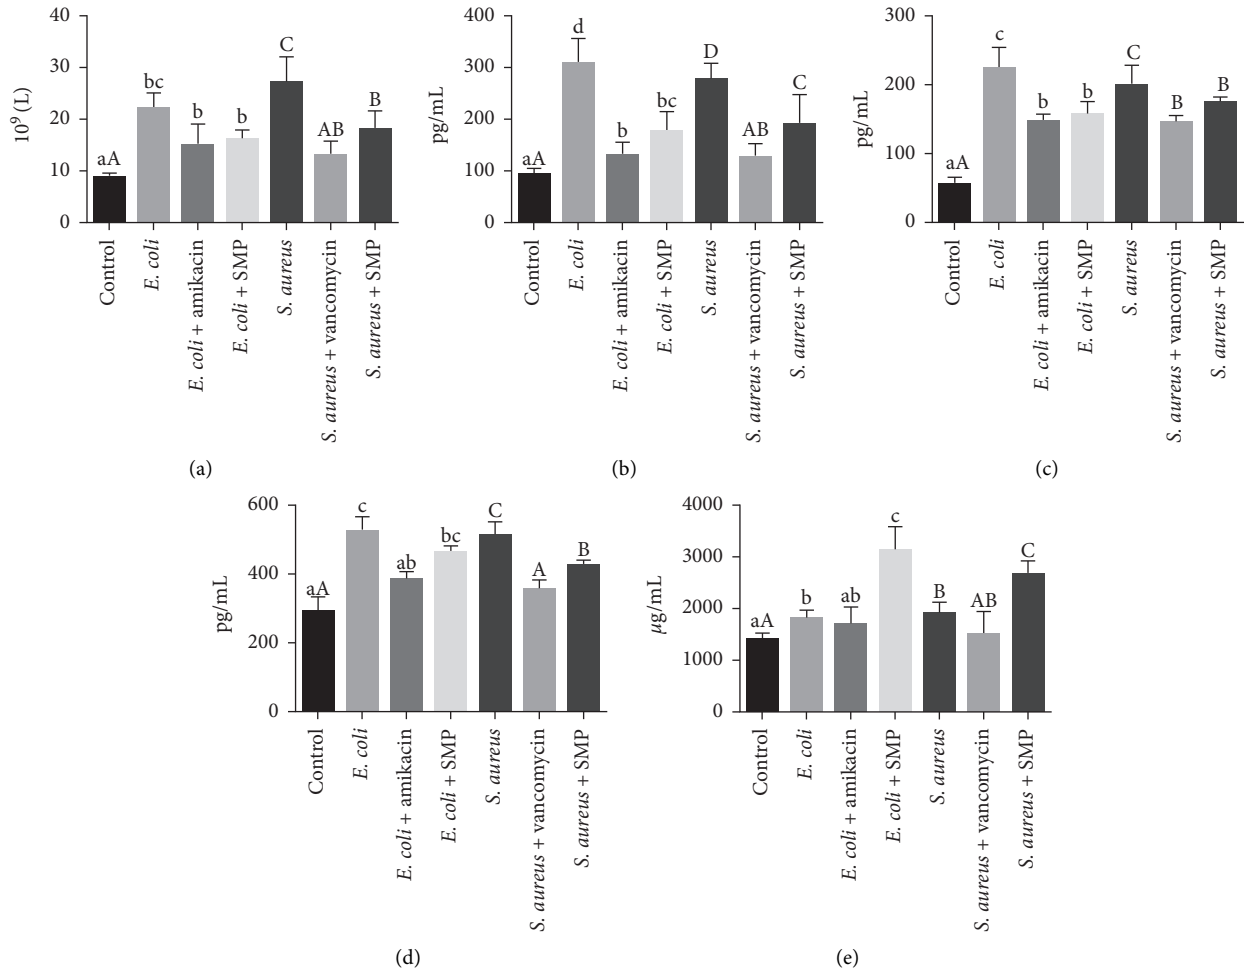 40
30
20
10
0
10⁹ (L)
aA
bc
b
b
C
AB
B
Control
E. coli
E. coli + amikacin
E. coli + SMP
S. aureus
S. aureus + vancomycin
S. aureus + SMP
(a)
400
300
200
100
0
pg/mL
aA
d
b
bc
D
AB
C
Control
E. coli
E. coli + amikacin
E. coli + SMP
S. aureus
S. aureus + vancomycin
S. aureus + SMP
(b)
300
200
100
0
pg/mL
aA
c
b
b
C
B
B
Control
E. coli
E. coli + amikacin
E. coli + SMP
S. aureus
S. aureus + vancomycin
S. aureus + SMP
(c)
600
400
200
0
pg/mL
aA
c
ab
bc
C
A
B
Control
E. coli
E. coli + amikacin
E. coli + SMP
S. aureus
S. aureus + vancomycin
S. aureus + SMP
(d)
4000
3000
2000
1000
0
μg/mL
aA
b
ab
c
B
AB
C
Control
E. coli
E. coli + amikacin
E. coli + SMP
S. aureus
S. aureus + vancomycin
S. aureus + SMP
(e)